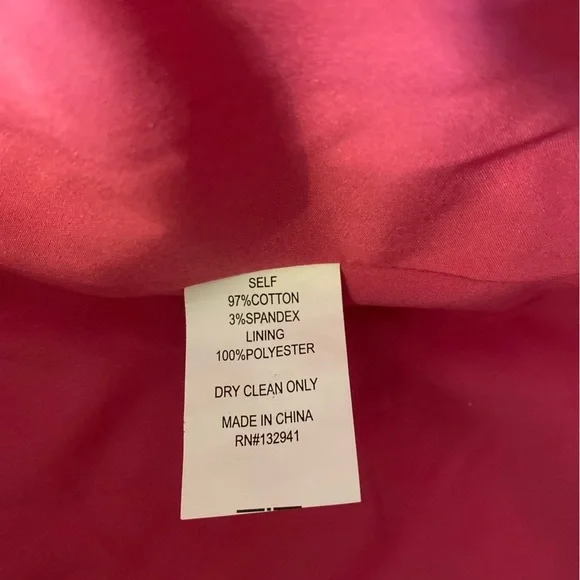 SELF
97%COTTON
3%SPANDEX
LINING
100%POLYESTER
DRY CLEAN ONLY
MADE IN CHINA
RN#132941